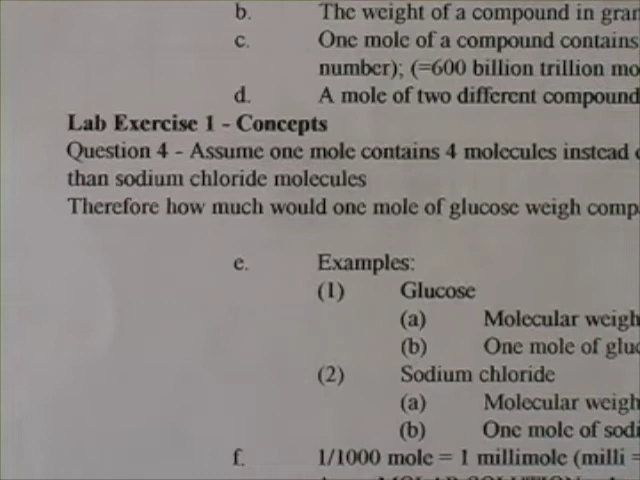 b. The weight of a compound in gran
c. One mole of a compound contains
number); (=600 billion trillion mo
d. A mole of two different compound
Lab Exercise 1 - Concepts
Question 4 - Assume one mole contains 4 molecules instead
than sodium chloride molecules
Therefore how much would one mole of glucose weigh comp
e. Examples:
(1) Glucose
(a) Molecular weigh
(b) One mole of gluc
(2) Sodium chloride
(a) Molecular weigh
(b) One mole of sodi
f. 1/1000 mole = 1 millimole (milli =